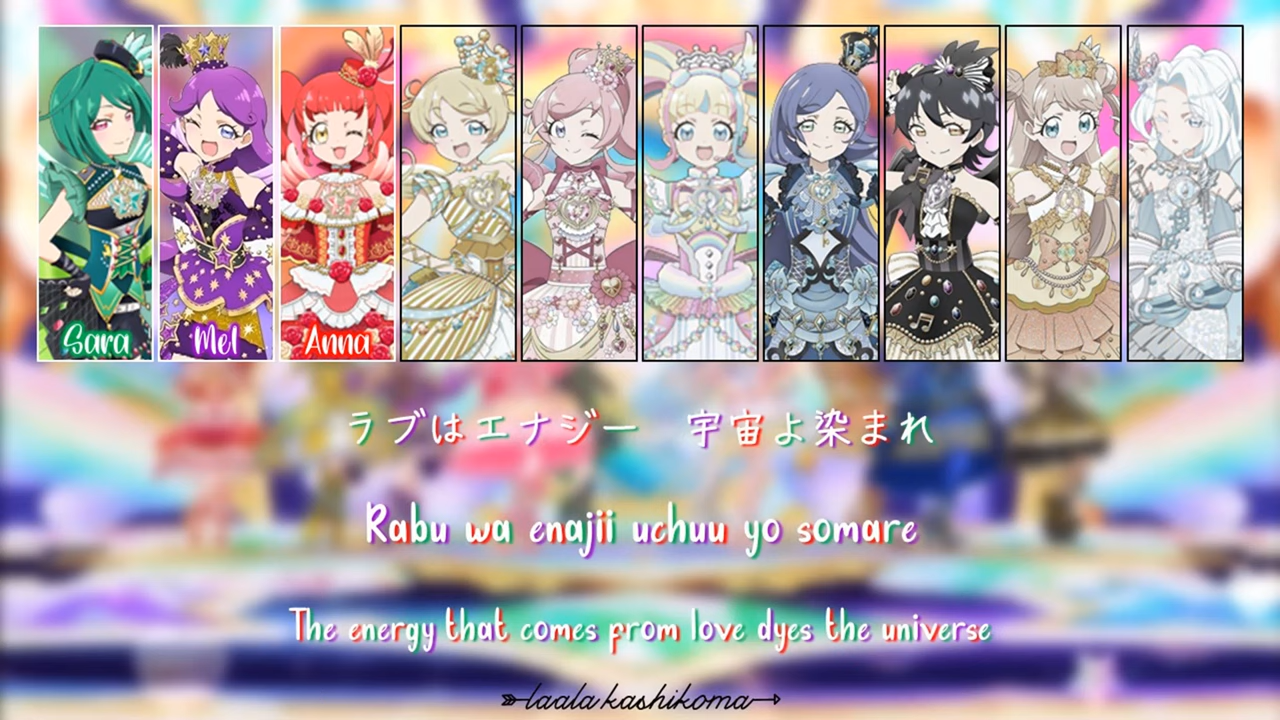 Sara
Mel
Anna
ラブはエナジー　宇宙よ染まれ
Rabu wa enajii uchuu yo somare
The energy that comes from love dyes the universe
laala kashikoma